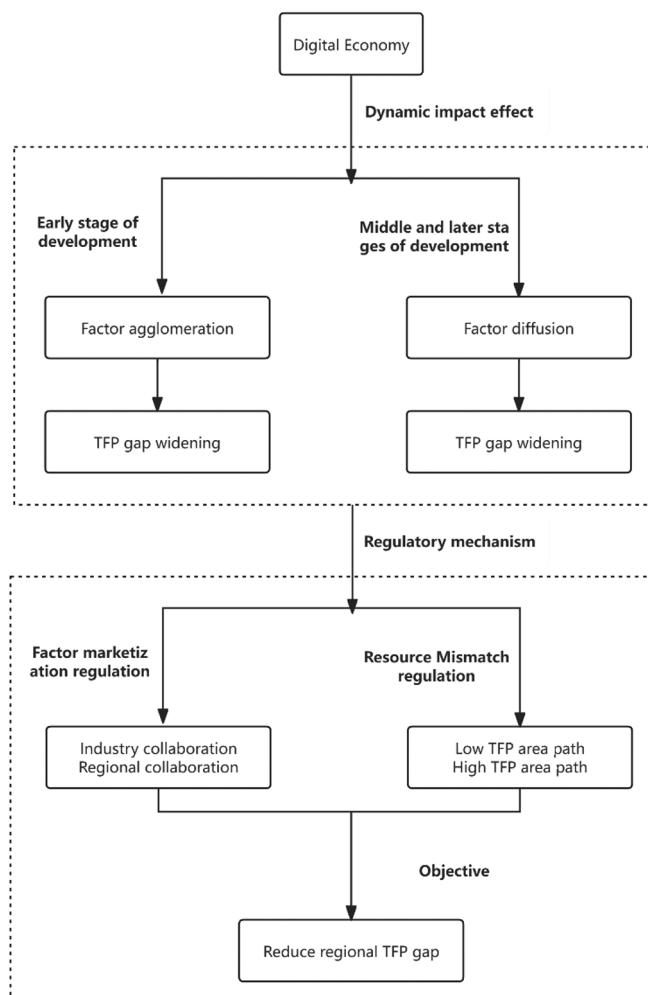 Digital Economy
Dynamic impact effect
Early stage of
development
Middle and later sta
ges of development
Factor agglomeration
Factor diffusion
TFP gap widening
TFP gap widening
Regulatory mechanism
Factor marketiz
ation regulation
Resource Mismatch
regulation
Industry collaboration
Regional collaboration
Low TFP area path
High TFP area path
Objective
Reduce regional TFP gap